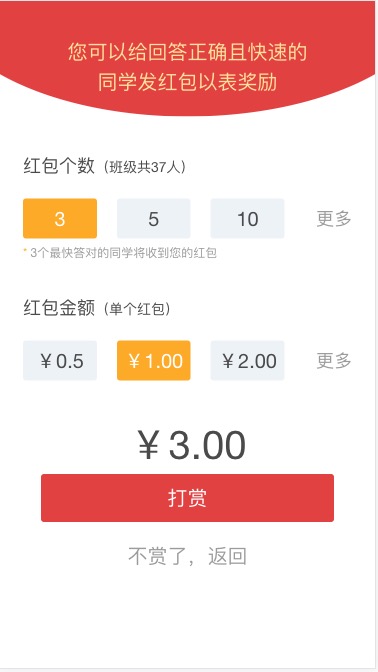 您可以给回答正确且快速的
同学发红包以表奖励
红包个数（班级共37人）
3 5 10 更多
* 3个最快答对的同学将收到您的红包
红包金额（单个红包）
￥0.5 ￥1.00 ￥2.00 更多
￥3.00
打赏
不赏了，返回